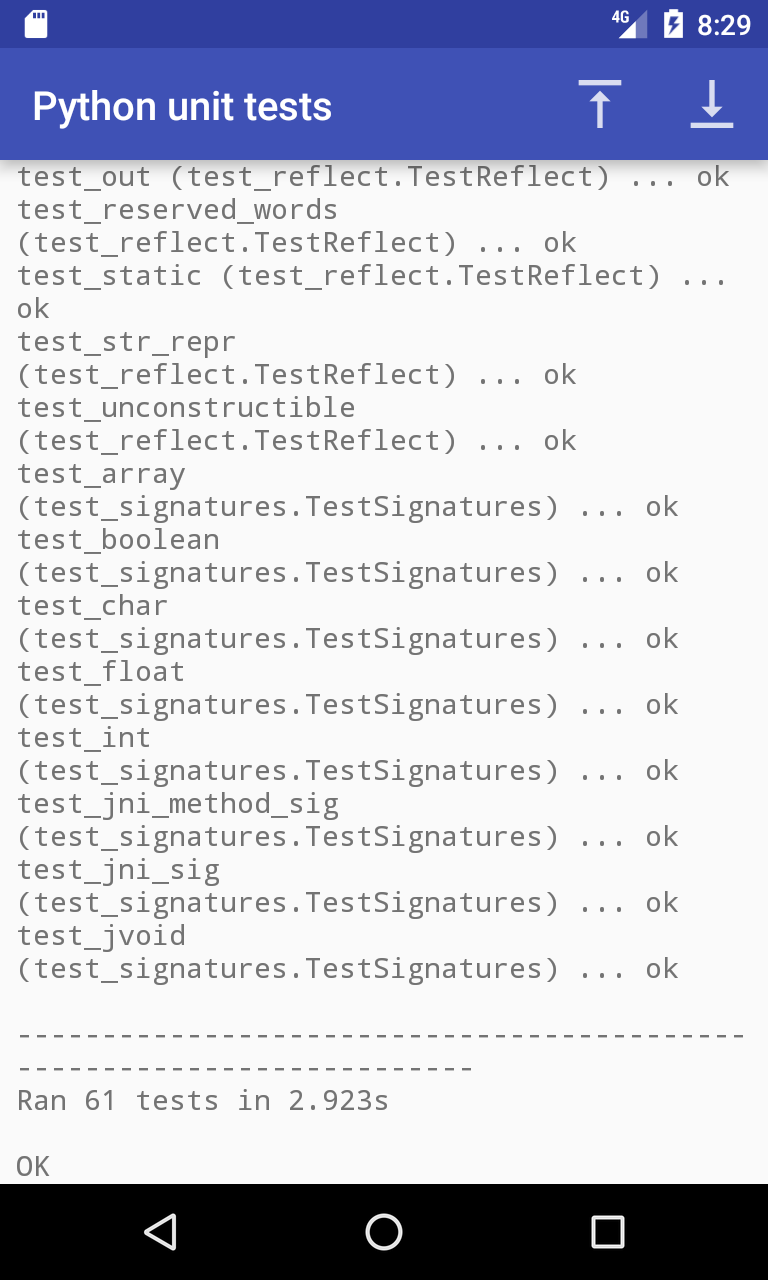 4G 8:29
Python unit tests
test_out (test_reflect.TestReflect) ... ok
test_reserved_words
(test_reflect.TestReflect) ... ok
test_static (test_reflect.TestReflect) ...
ok
test_str_repr
(test_reflect.TestReflect) ... ok
test_unconstructible
(test_reflect.TestReflect) ... ok
test_array
(test_signatures.TestSignatures) ... ok
test_boolean
(test_signatures.TestSignatures) ... ok
test_char
(test_signatures.TestSignatures) ... ok
test_float
(test_signatures.TestSignatures) ... ok
test_int
(test_signatures.TestSignatures) ... ok
test_jni_method_sig
(test_signatures.TestSignatures) ... ok
test_jni_sig
(test_signatures.TestSignatures) ... ok
test_jvoid
(test_signatures.TestSignatures) ... ok
-------------------------------------------
---------------------------
Ran 61 tests in 2.923s
OK